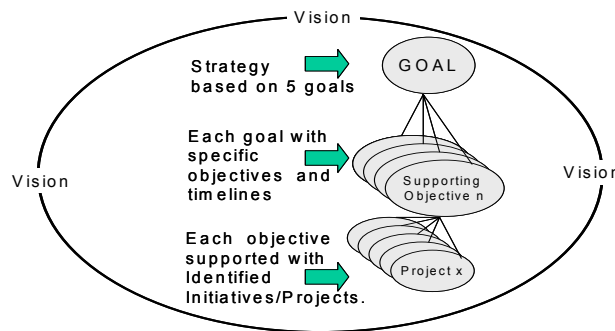 Vision
Strategy
based on 5 goals
GOAL
Each goal with
specific
objectives and
timelines
Vision
Vision
Supporting
Objective n
Each objective
supported with
Identified
Initiatives/Projects.
Project x